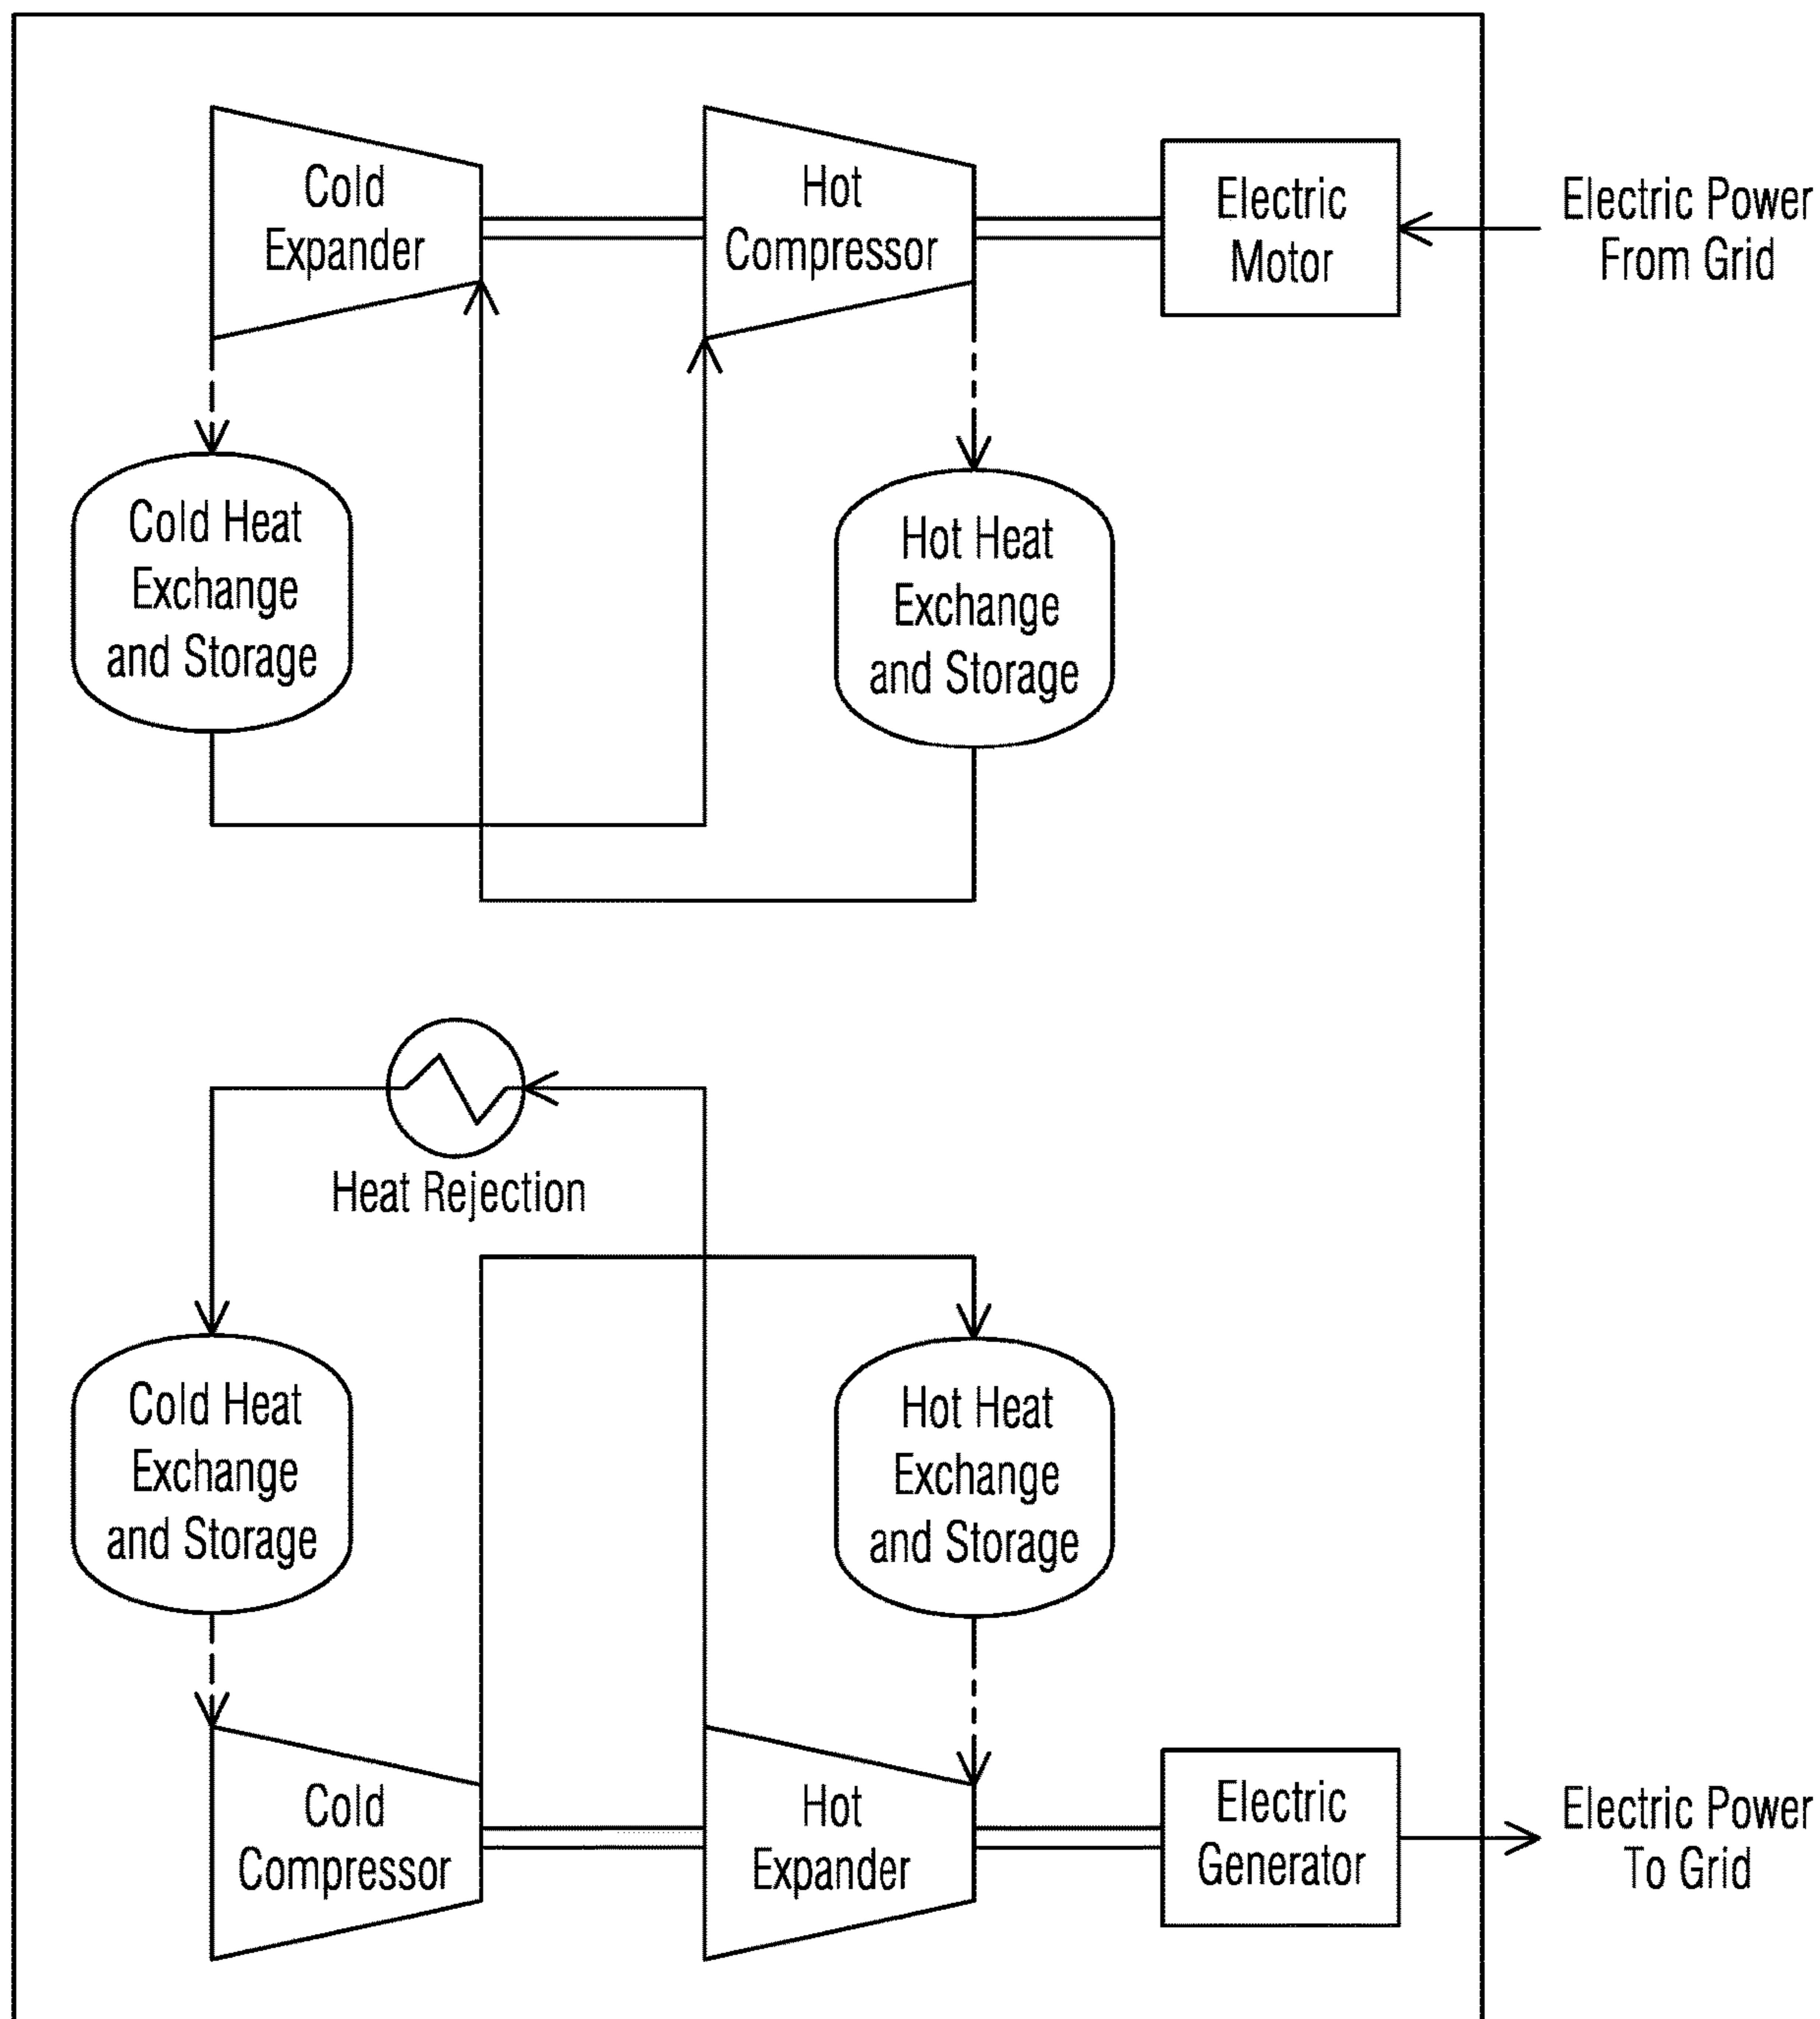 Cold
Expander
Hot
Compressor
Electric
Motor
Electric Power
From Grid
Cold Heat
Exchange
and Storage
Hot Heat
Exchange
and Storage
Heat Rejection
Cold Heat
Exchange
and Storage
Hot Heat
Exchange
and Storage
Cold
Compressor
Hot
Expander
Electric
Generator
Electric Power
To Grid